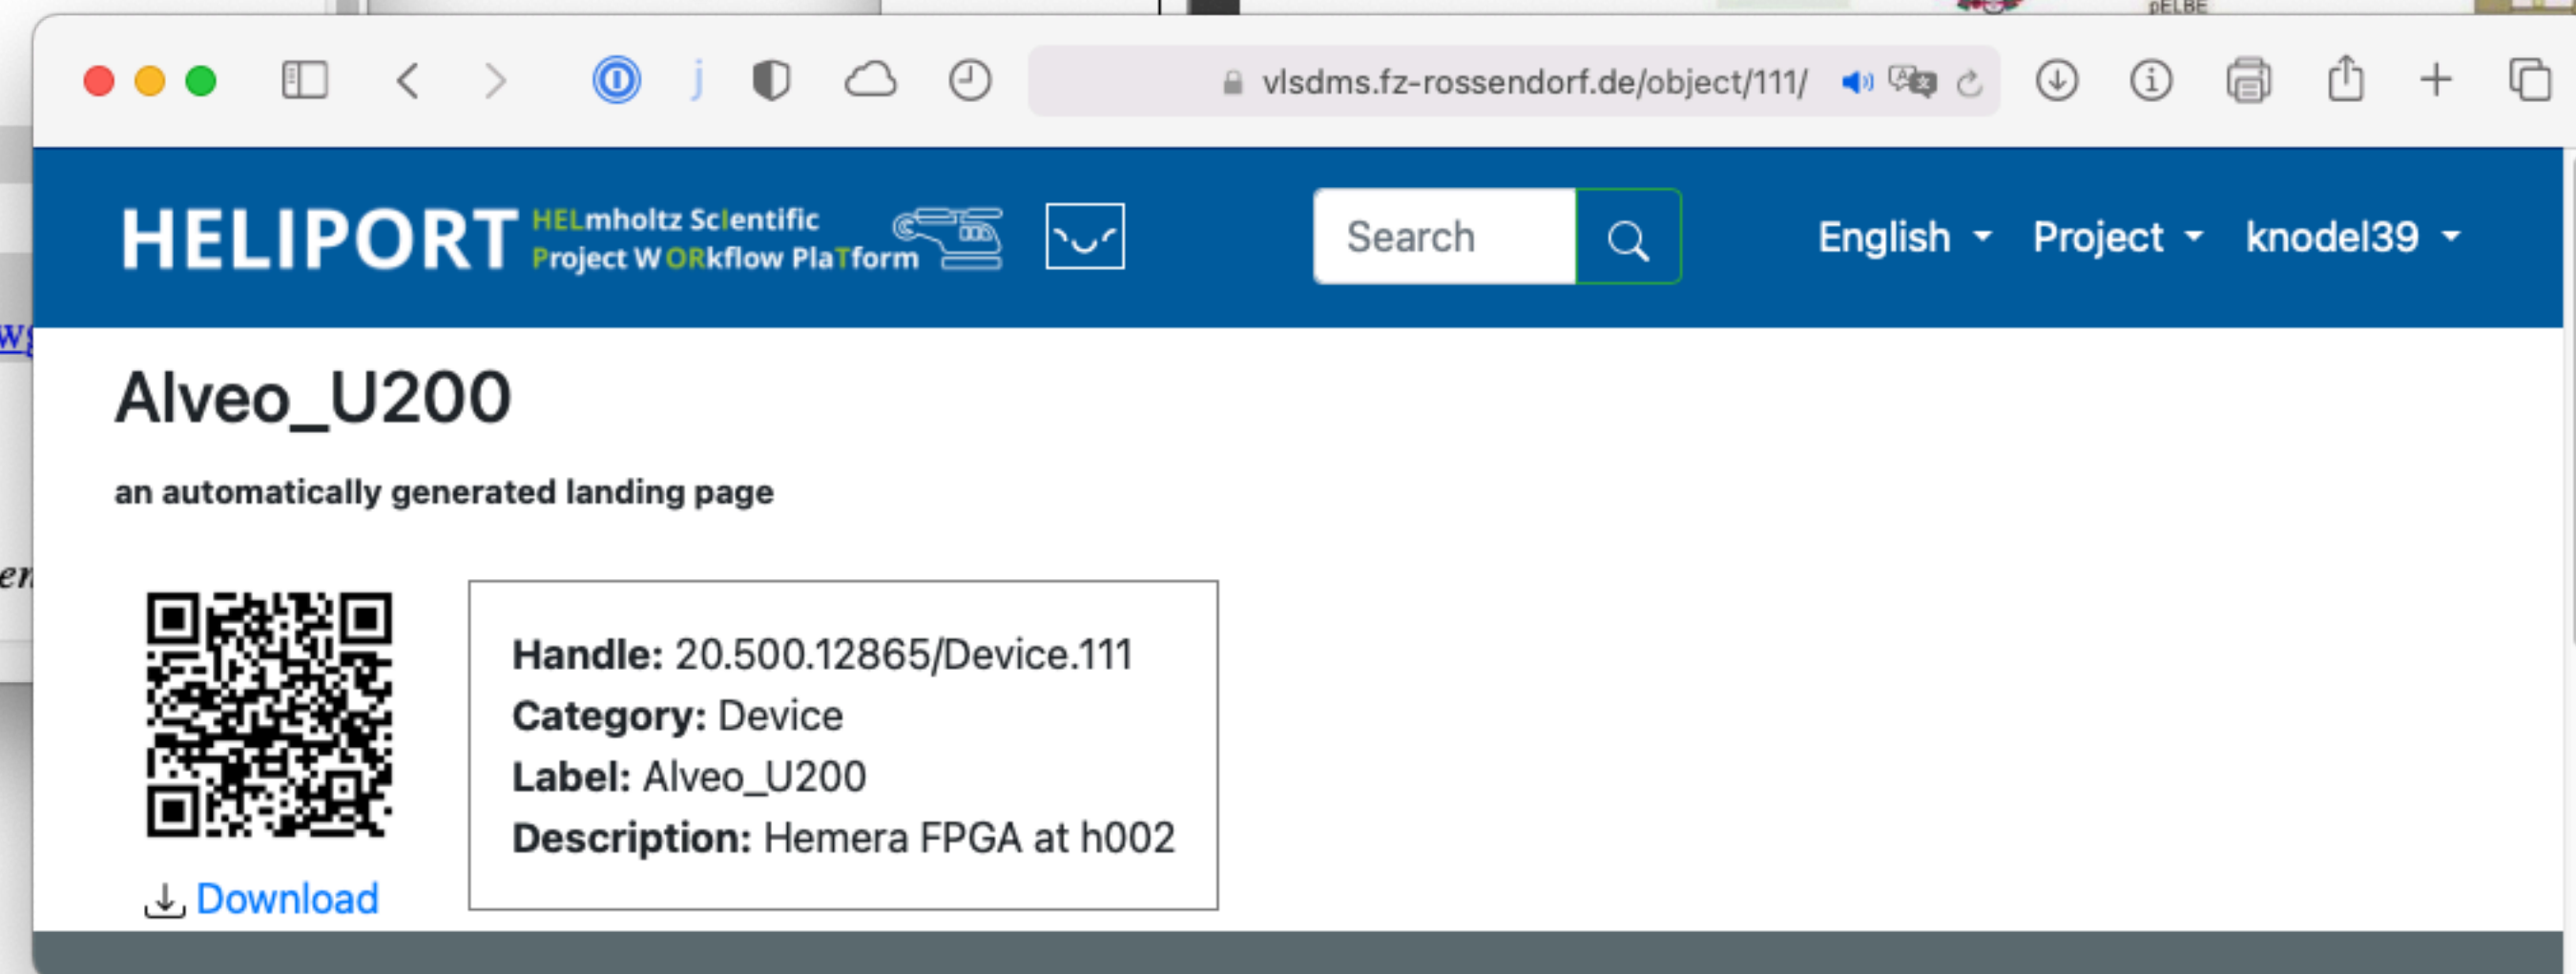 pELBE
vlsdms.fz-rossendorf.de/object/111/
HELIPORT
HELmholtz ScIentific
Project WORkflow PlaTform
Search
English
Project
knodel39
Alveo_U200
an automatically generated landing page
Handle: 20.500.12865/Device.111
Category: Device
Label: Alveo_U200
Description: Hemera FPGA at h002
Download